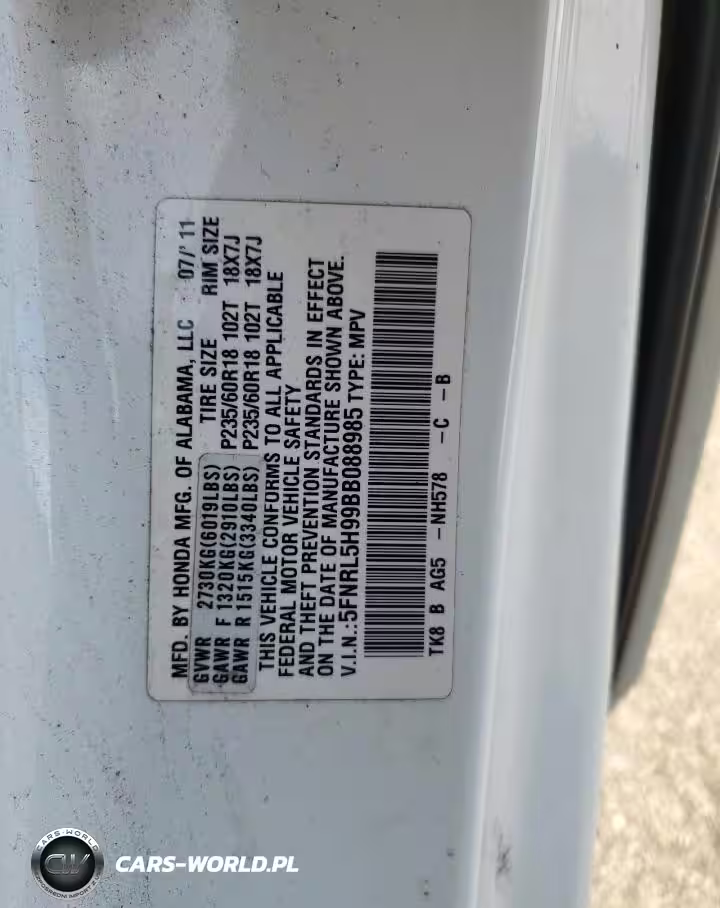 MFD. BY HONDA MFG. OF ALABAMA, LLC 07/'11
GVWR 2730KG(6019LBS) TIRE SIZE RIM SIZE
GAWR F 1320KG(2910LBS) P235/60R18 102T 18X7J
GAWR R 1515KG(3340LBS) P235/60R18 102T 18X7J
THIS VEHICLE CONFORMS TO ALL APPLICABLE
FEDERAL MOTOR VEHICLE SAFETY
AND THEFT PREVENTION STANDARDS IN EFFECT
ON THE DATE OF MANUFACTURE SHOWN ABOVE.
V.I.N.:5FNRL5H99BB088985 TYPE: MPV
TK8 B AG5 -NH578 -C -B
CARS-WORLD
CW
CARS-WORLD.PL